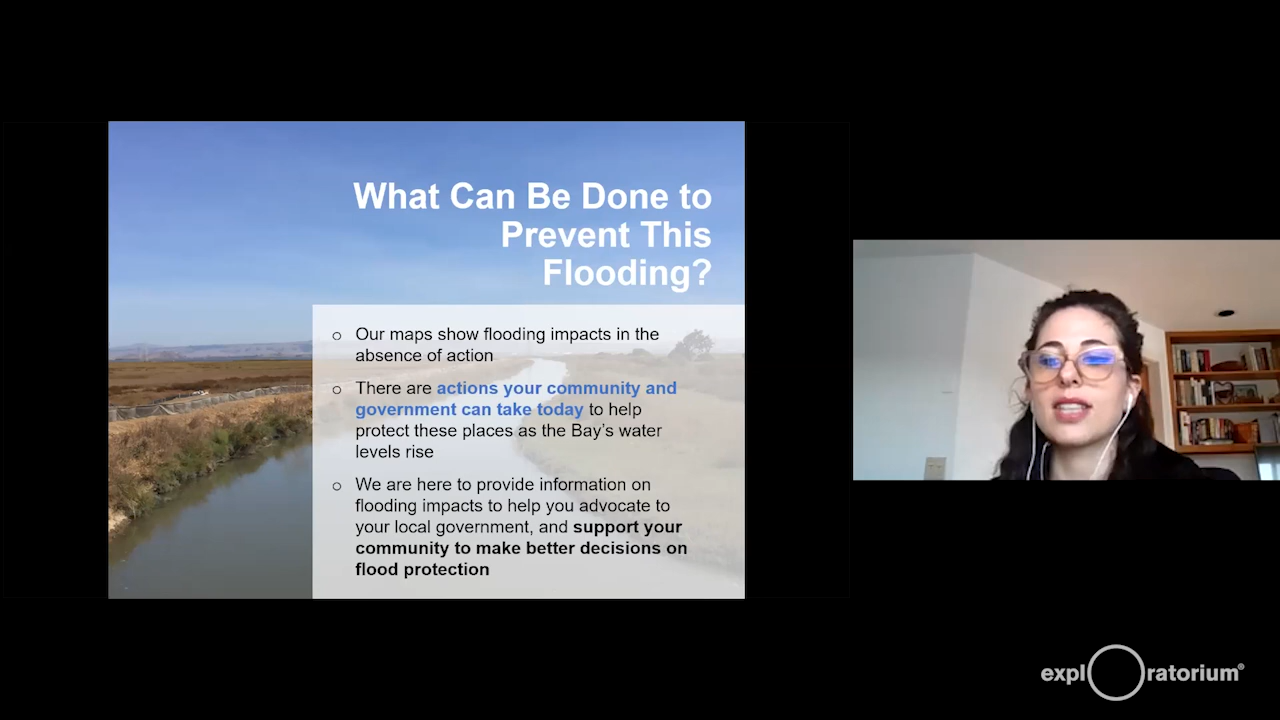 What Can Be Done to
Prevent This
Flooding?
o Our maps show flooding impacts in the
absence of action
o There are actions your community and
government can take today to help
protect these places as the Bay's water
levels rise
o We are here to provide information on
flooding impacts to help you advocate to
your local government, and support your
community to make better decisions on
flood protection
expl ratorium®